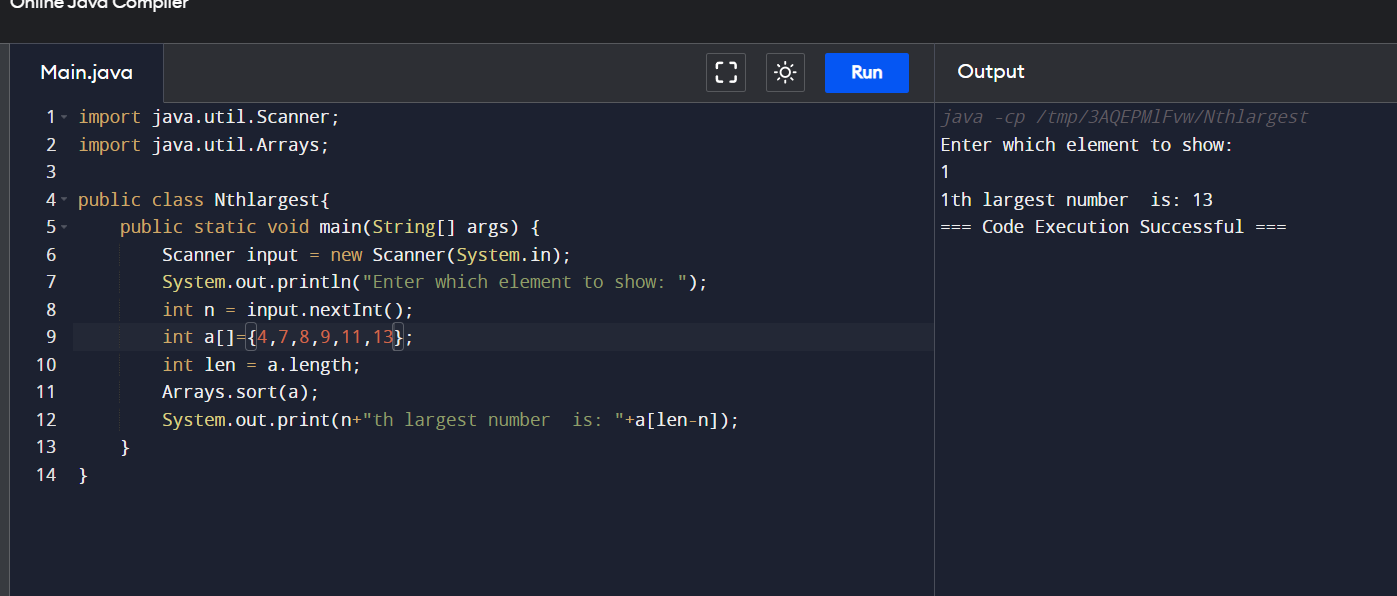 Online Java Compiler
Main.java
Run
Output
1 import java.util.Scanner;
2 import java.util.Arrays;
3
4 public class Nthlargest{
5     public static void main(String[] args) {
6         Scanner input = new Scanner(System.in);
7         System.out.println("Enter which element to show: ");
8         int n = input.nextInt();
9         int a[]={4,7,8,9,11,13};
10         int len = a.length;
11         Arrays.sort(a);
12         System.out.print(n+"th largest number  is: "+a[len-n]);
13     }
14 }
java -cp /tmp/3AQEPMlFvw/Nthlargest
Enter which element to show:
1
1th largest number  is: 13
=== Code Execution Successful ===